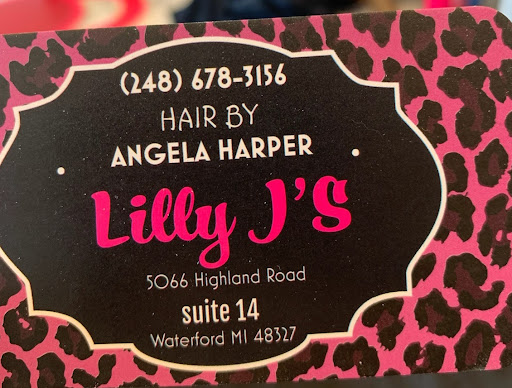 (248) 678-3156
HAIR BY
ANGELA HARPER
Lilly J'S
5066 Highland Road
suite 14
Waterford MI 48327